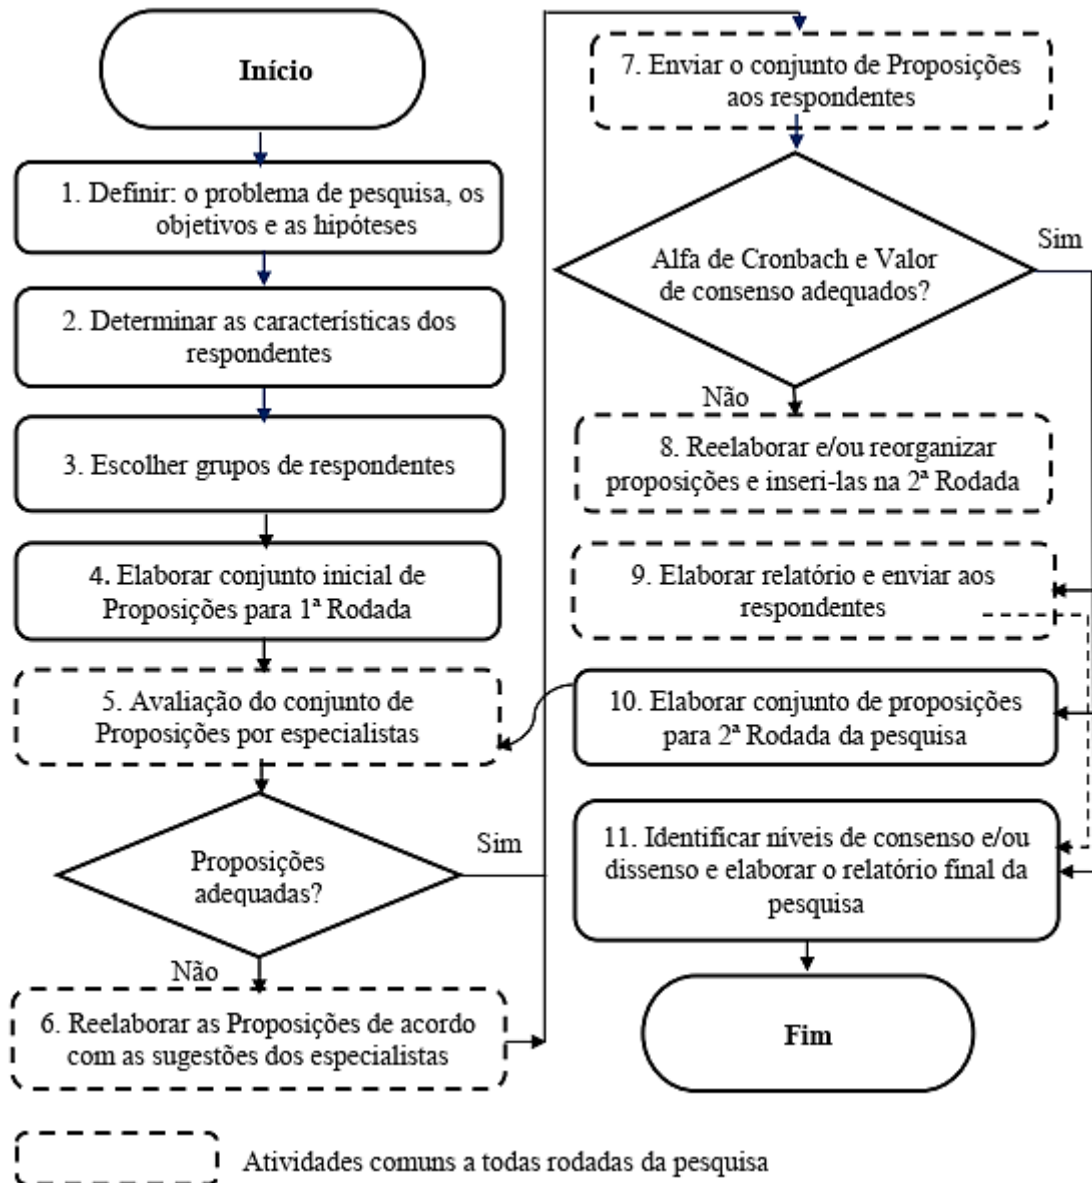 Início
1. Definir: o problema de pesquisa, os
objetivos e as hipóteses
2. Determinar as características dos
respondentes
3. Escolher grupos de respondentes
4. Elaborar conjunto inicial de
Proposições para 1ª Rodada
5. Avaliação do conjunto de
Proposições por especialistas
Proposições
adequadas?
Sim
Não
6. Reelaborar as Proposições de acordo
com as sugestões dos especialistas
7. Enviar o conjunto de Proposições
aos respondentes
Alfa de Cronbach e Valor
de consenso adequados?
Sim
Não
8. Reelaborar e/ou reorganizar
proposições e inseri-las na 2ª Rodada
9. Elaborar relatório e enviar aos
respondentes
10. Elaborar conjunto de proposições
para 2ª Rodada da pesquisa
11. Identificar níveis de consenso e/ou
dissenso e elaborar o relatório final da
pesquisa
Fim
Atividades comuns a todas rodadas da pesquisa